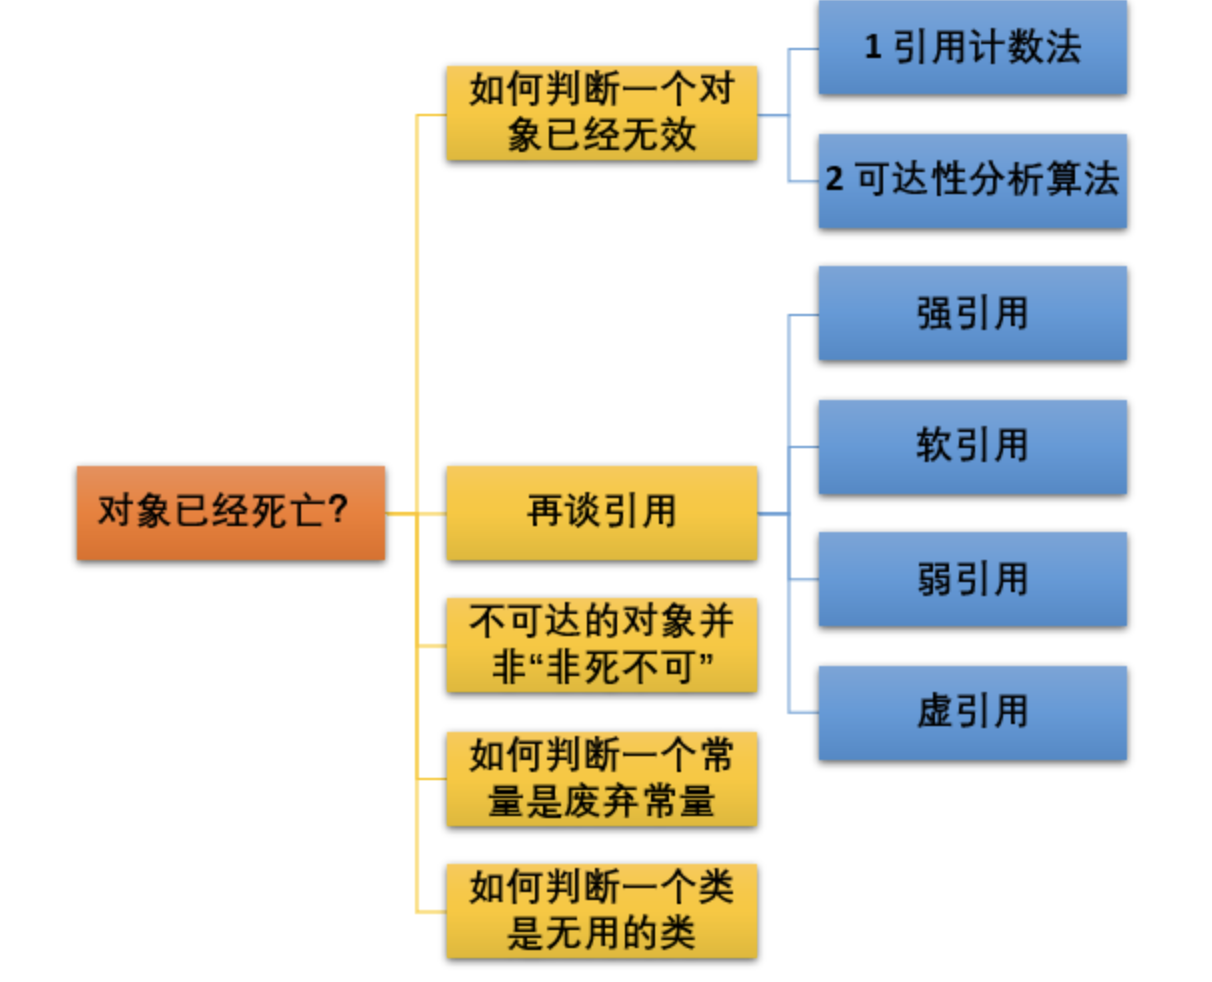 对象已经死亡?
如何判断一个对
象已经无效
1 引用计数法
2 可达性分析算法
再谈引用
强引用
软引用
弱引用
虚引用
不可达的对象并
非“非死不可”
如何判断一个常
量是废弃常量
如何判断一个类
是无用的类